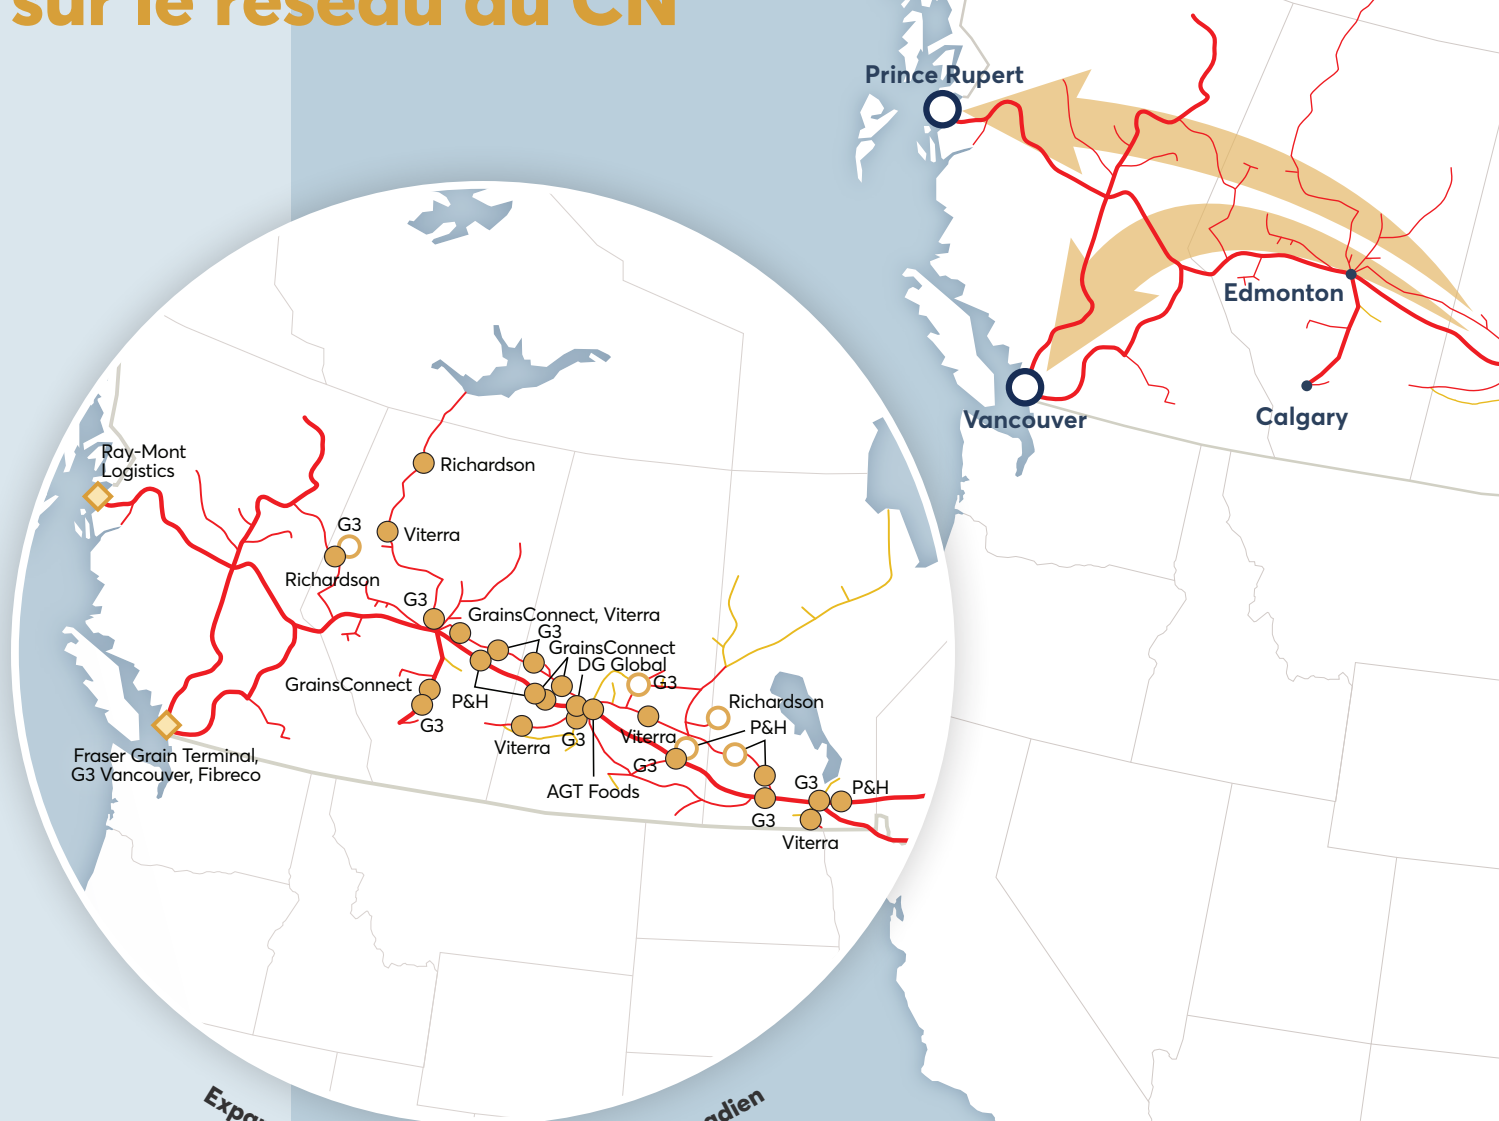 sur le réseau du CN
Prince Rupert
Edmonton
Calgary
Vancouver
Ray-Mont
Logistics
Richardson
G3
Viterra
Richardson
G3
GrainsConnect, Viterra
G3
GrainsConnect
DG Global
GrainsConnect
G3
P&H
G3
Richardson
P&H
Viterra
G3
Viterra
G3
Fraser Grain Terminal,
G3 Vancouver, Fibreco
AGT Foods
G3
P&H
G3
Viterra